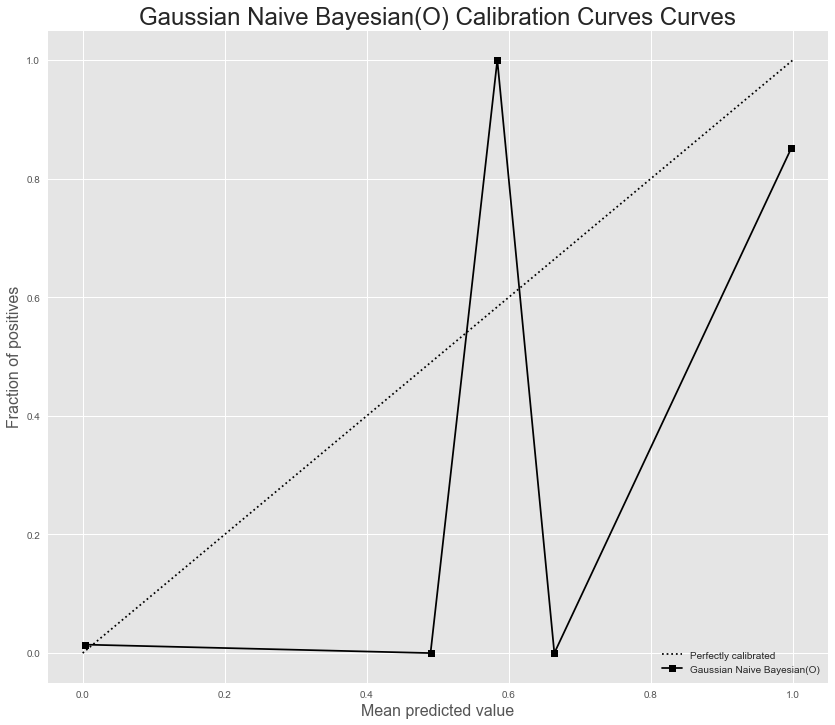 Gaussian Naive Bayesian(O) Calibration Curves Curves
Fraction of positives
1.0
0.8
0.6
0.4
0.2
0.0
0.0 0.2 0.4 0.6 0.8 1.0
Mean predicted value
Perfectly calibrated
Gaussian Naive Bayesian(O)